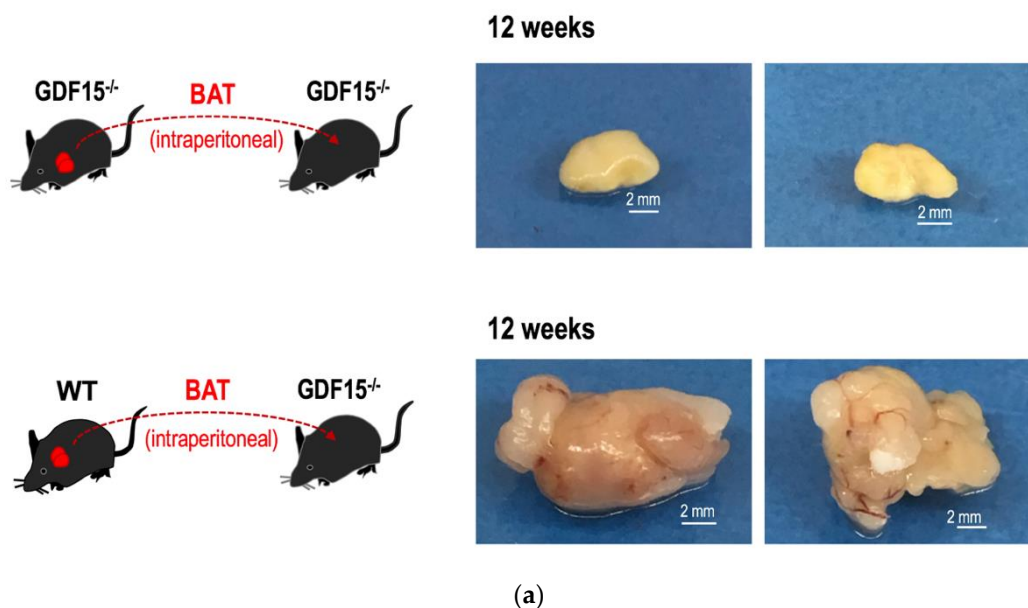 12 weeks
GDF15-/-
BAT
(intraperitoneal)
GDF15-/-
2 mm
2 mm
12 weeks
WT
BAT
(intraperitoneal)
GDF15-/-
2 mm
2 mm
(a)